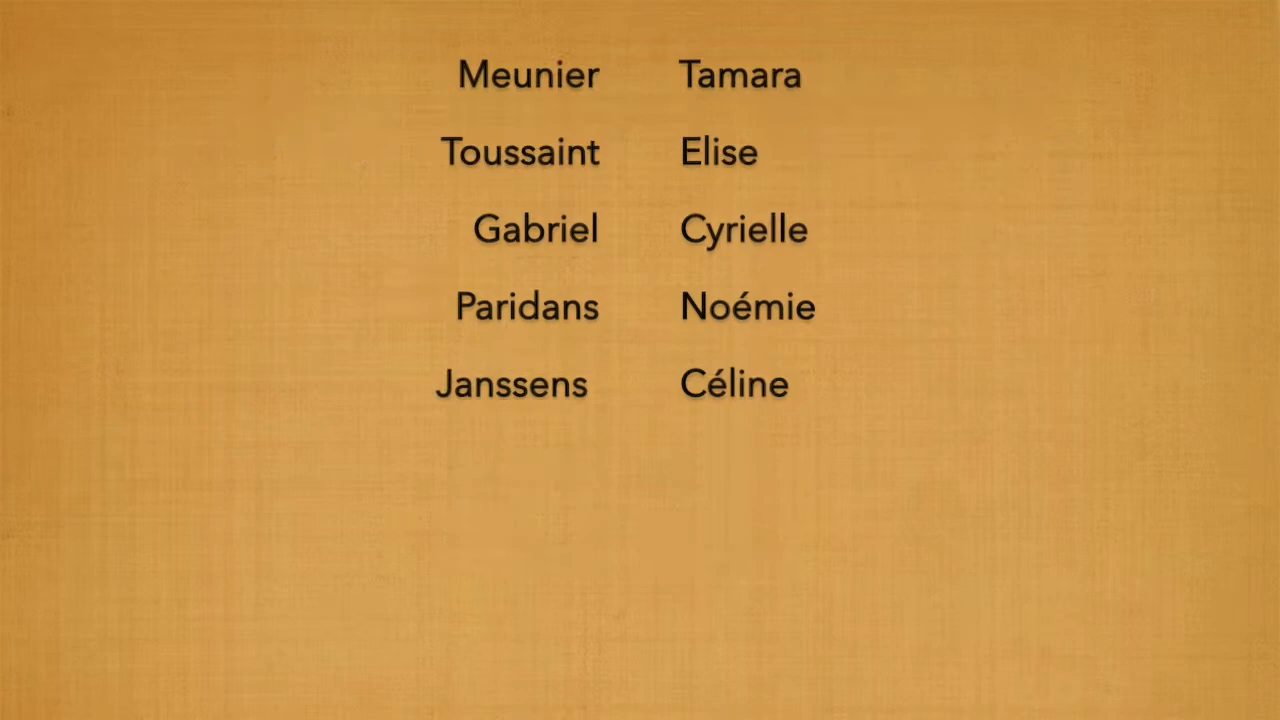 Meunier Tamara
Toussaint Elise
Gabriel Cyrielle
Paridans Noémie
Janssens Céline